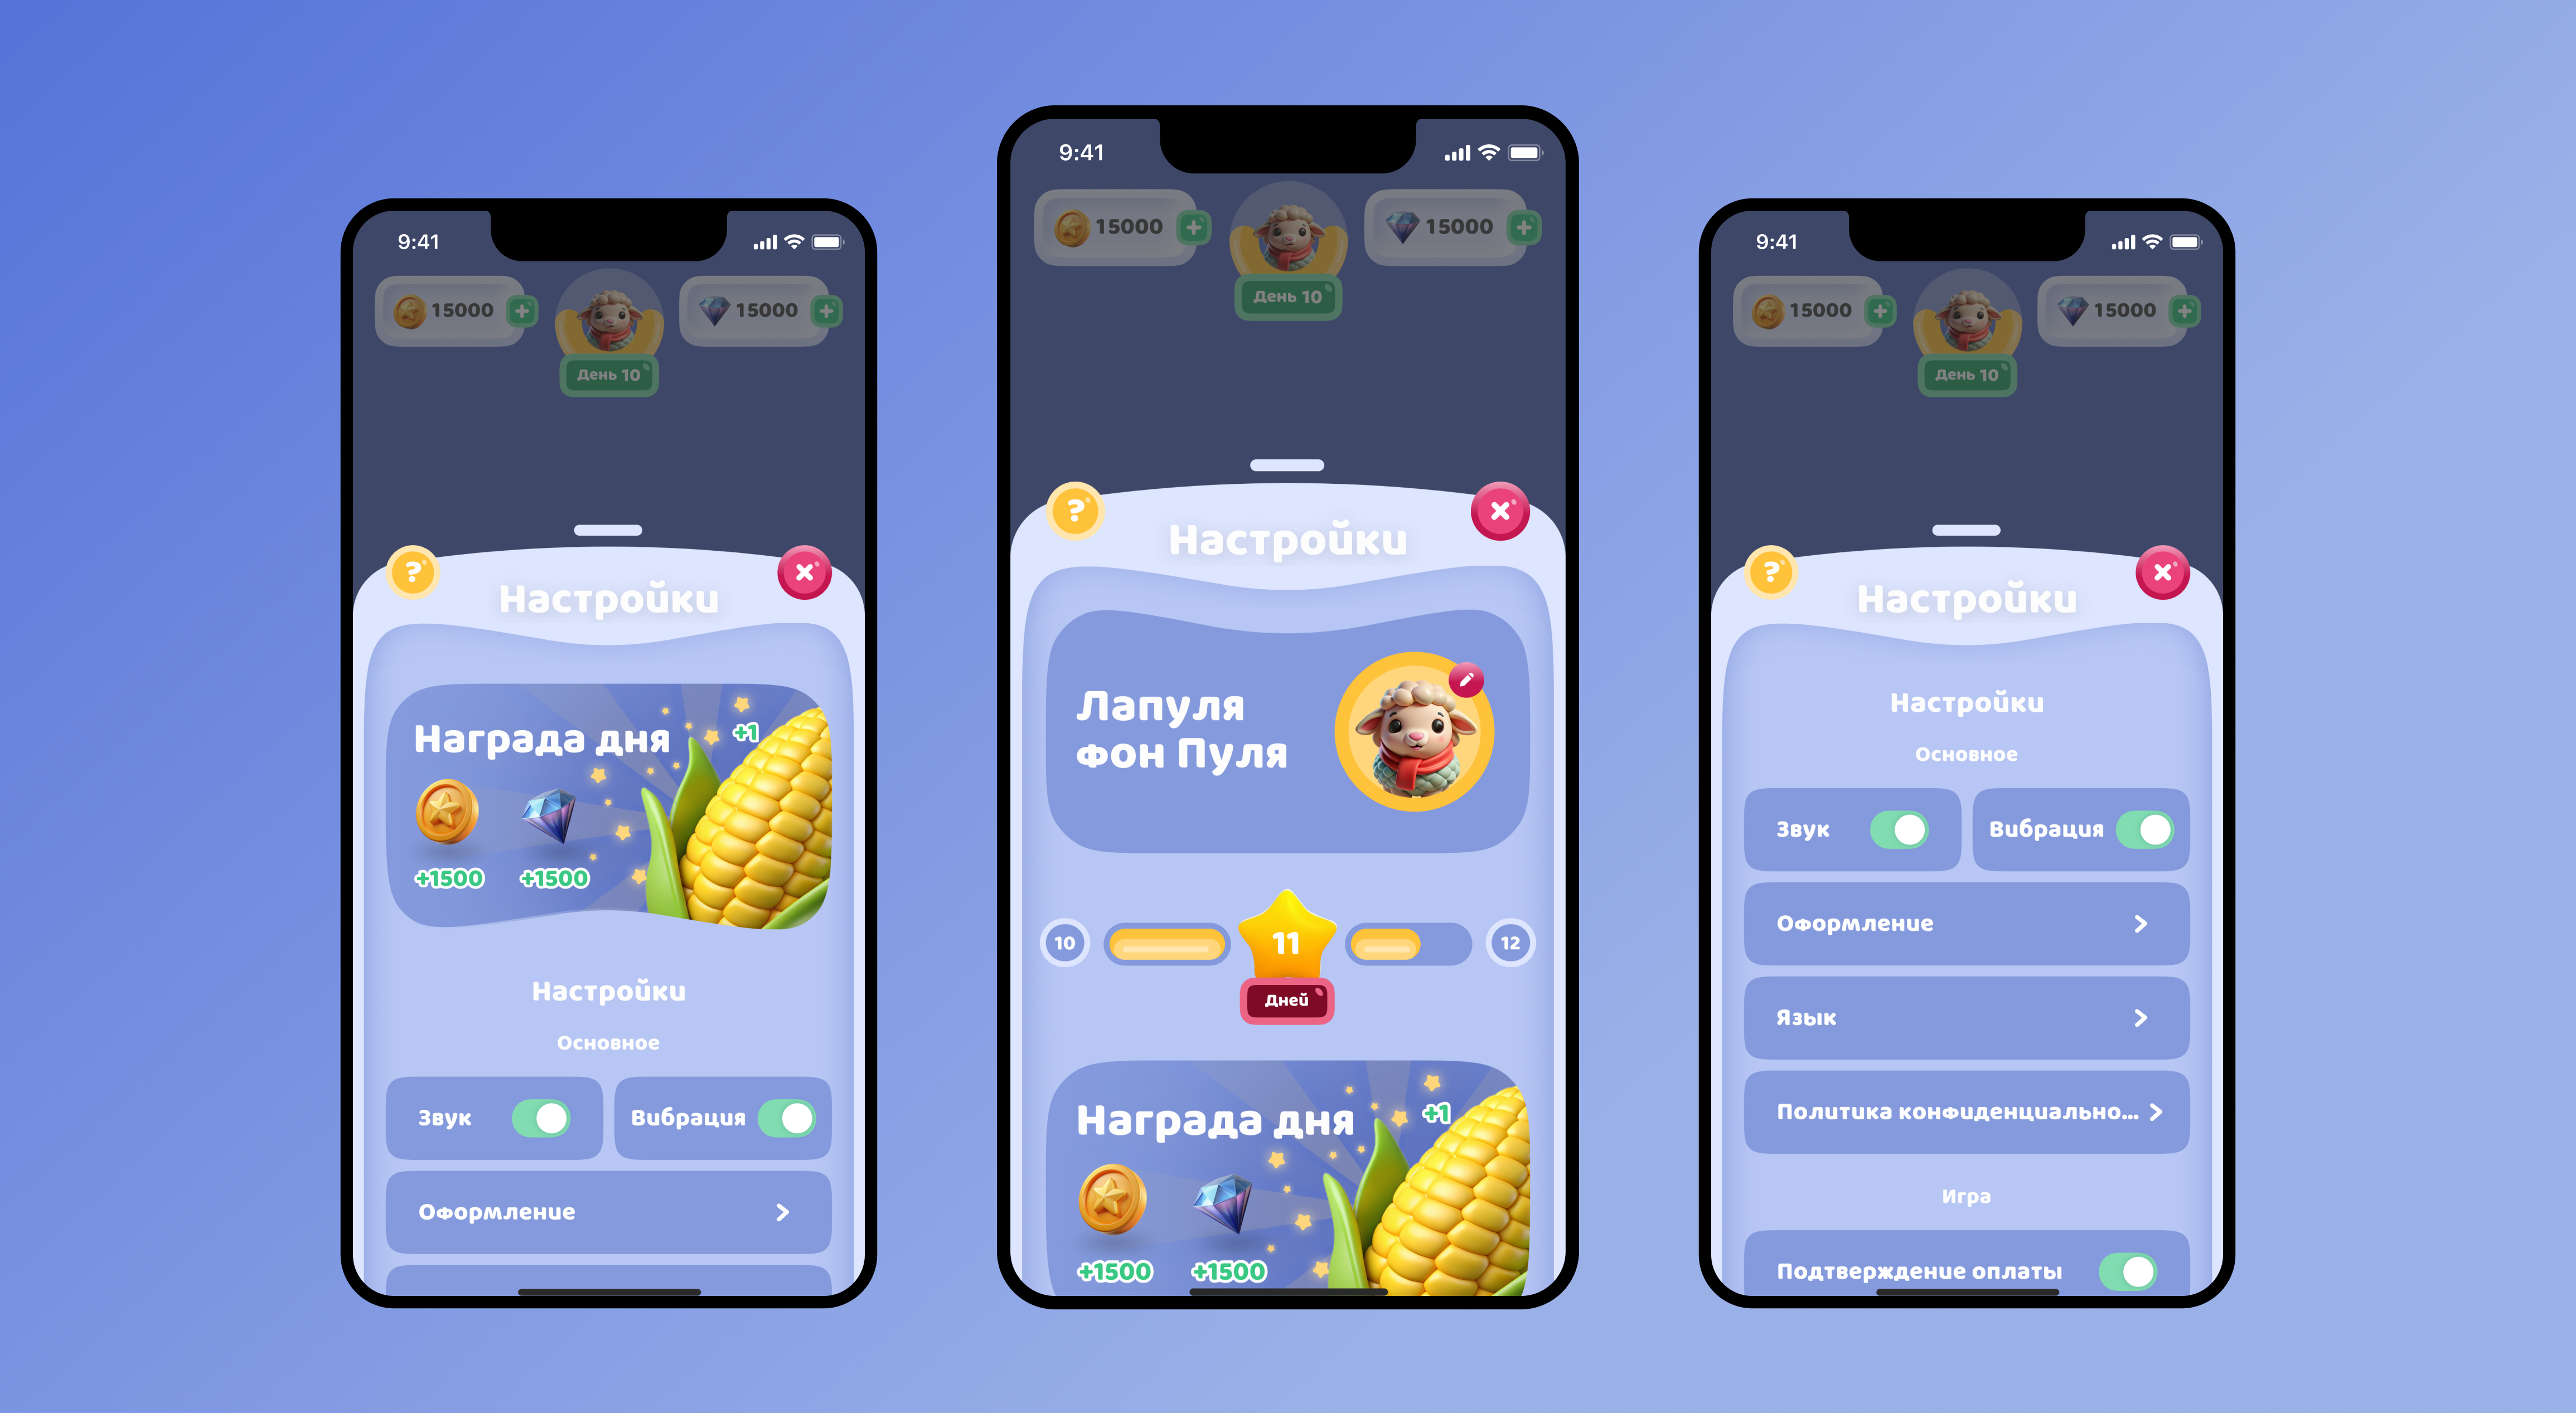 9:41
15000
15000
День 10
?
Настройки
Награда дня
+1
+1500
+1500
Настройки
Основное
Звук
Вибрация
Оформление
9:41
15000
15000
День 10
?
Настройки
Лапуля
фон Пуля
10
11
12
Дней
Награда дня
+1
+1500
+1500
9:41
15000
15000
День 10
?
Настройки
Настройки
Основное
Звук
Вибрация
Оформление
Язык
Политика конфиденциально...
Игра
Подтверждение оплаты